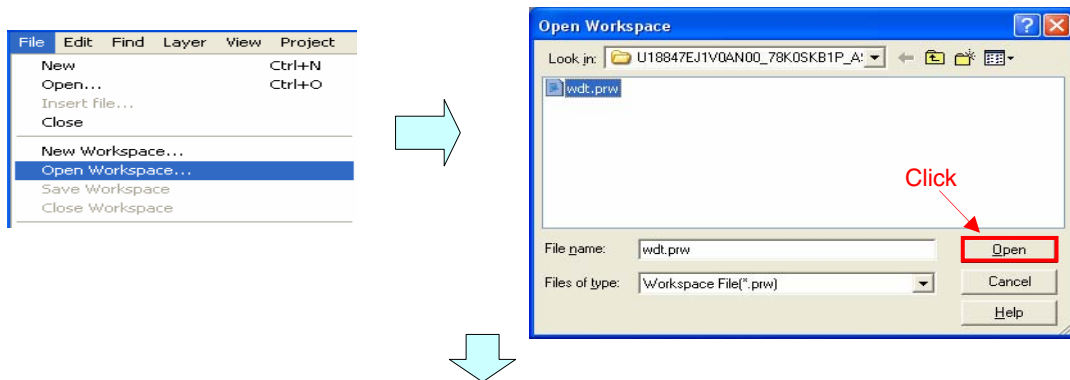 File Edit Find Layer View Project
New Ctrl+N
Open... Ctrl+O
Insert file...
Close
New Workspace...
Open Workspace...
Save Workspace
Close Workspace
Open Workspace
Look in: U18847EJ1V0AN00_78K0SKB1P_A
wdt.prw
Click
File name: wdt.prw Open
Files of type: Workspace File(*.prw) Cancel
Help